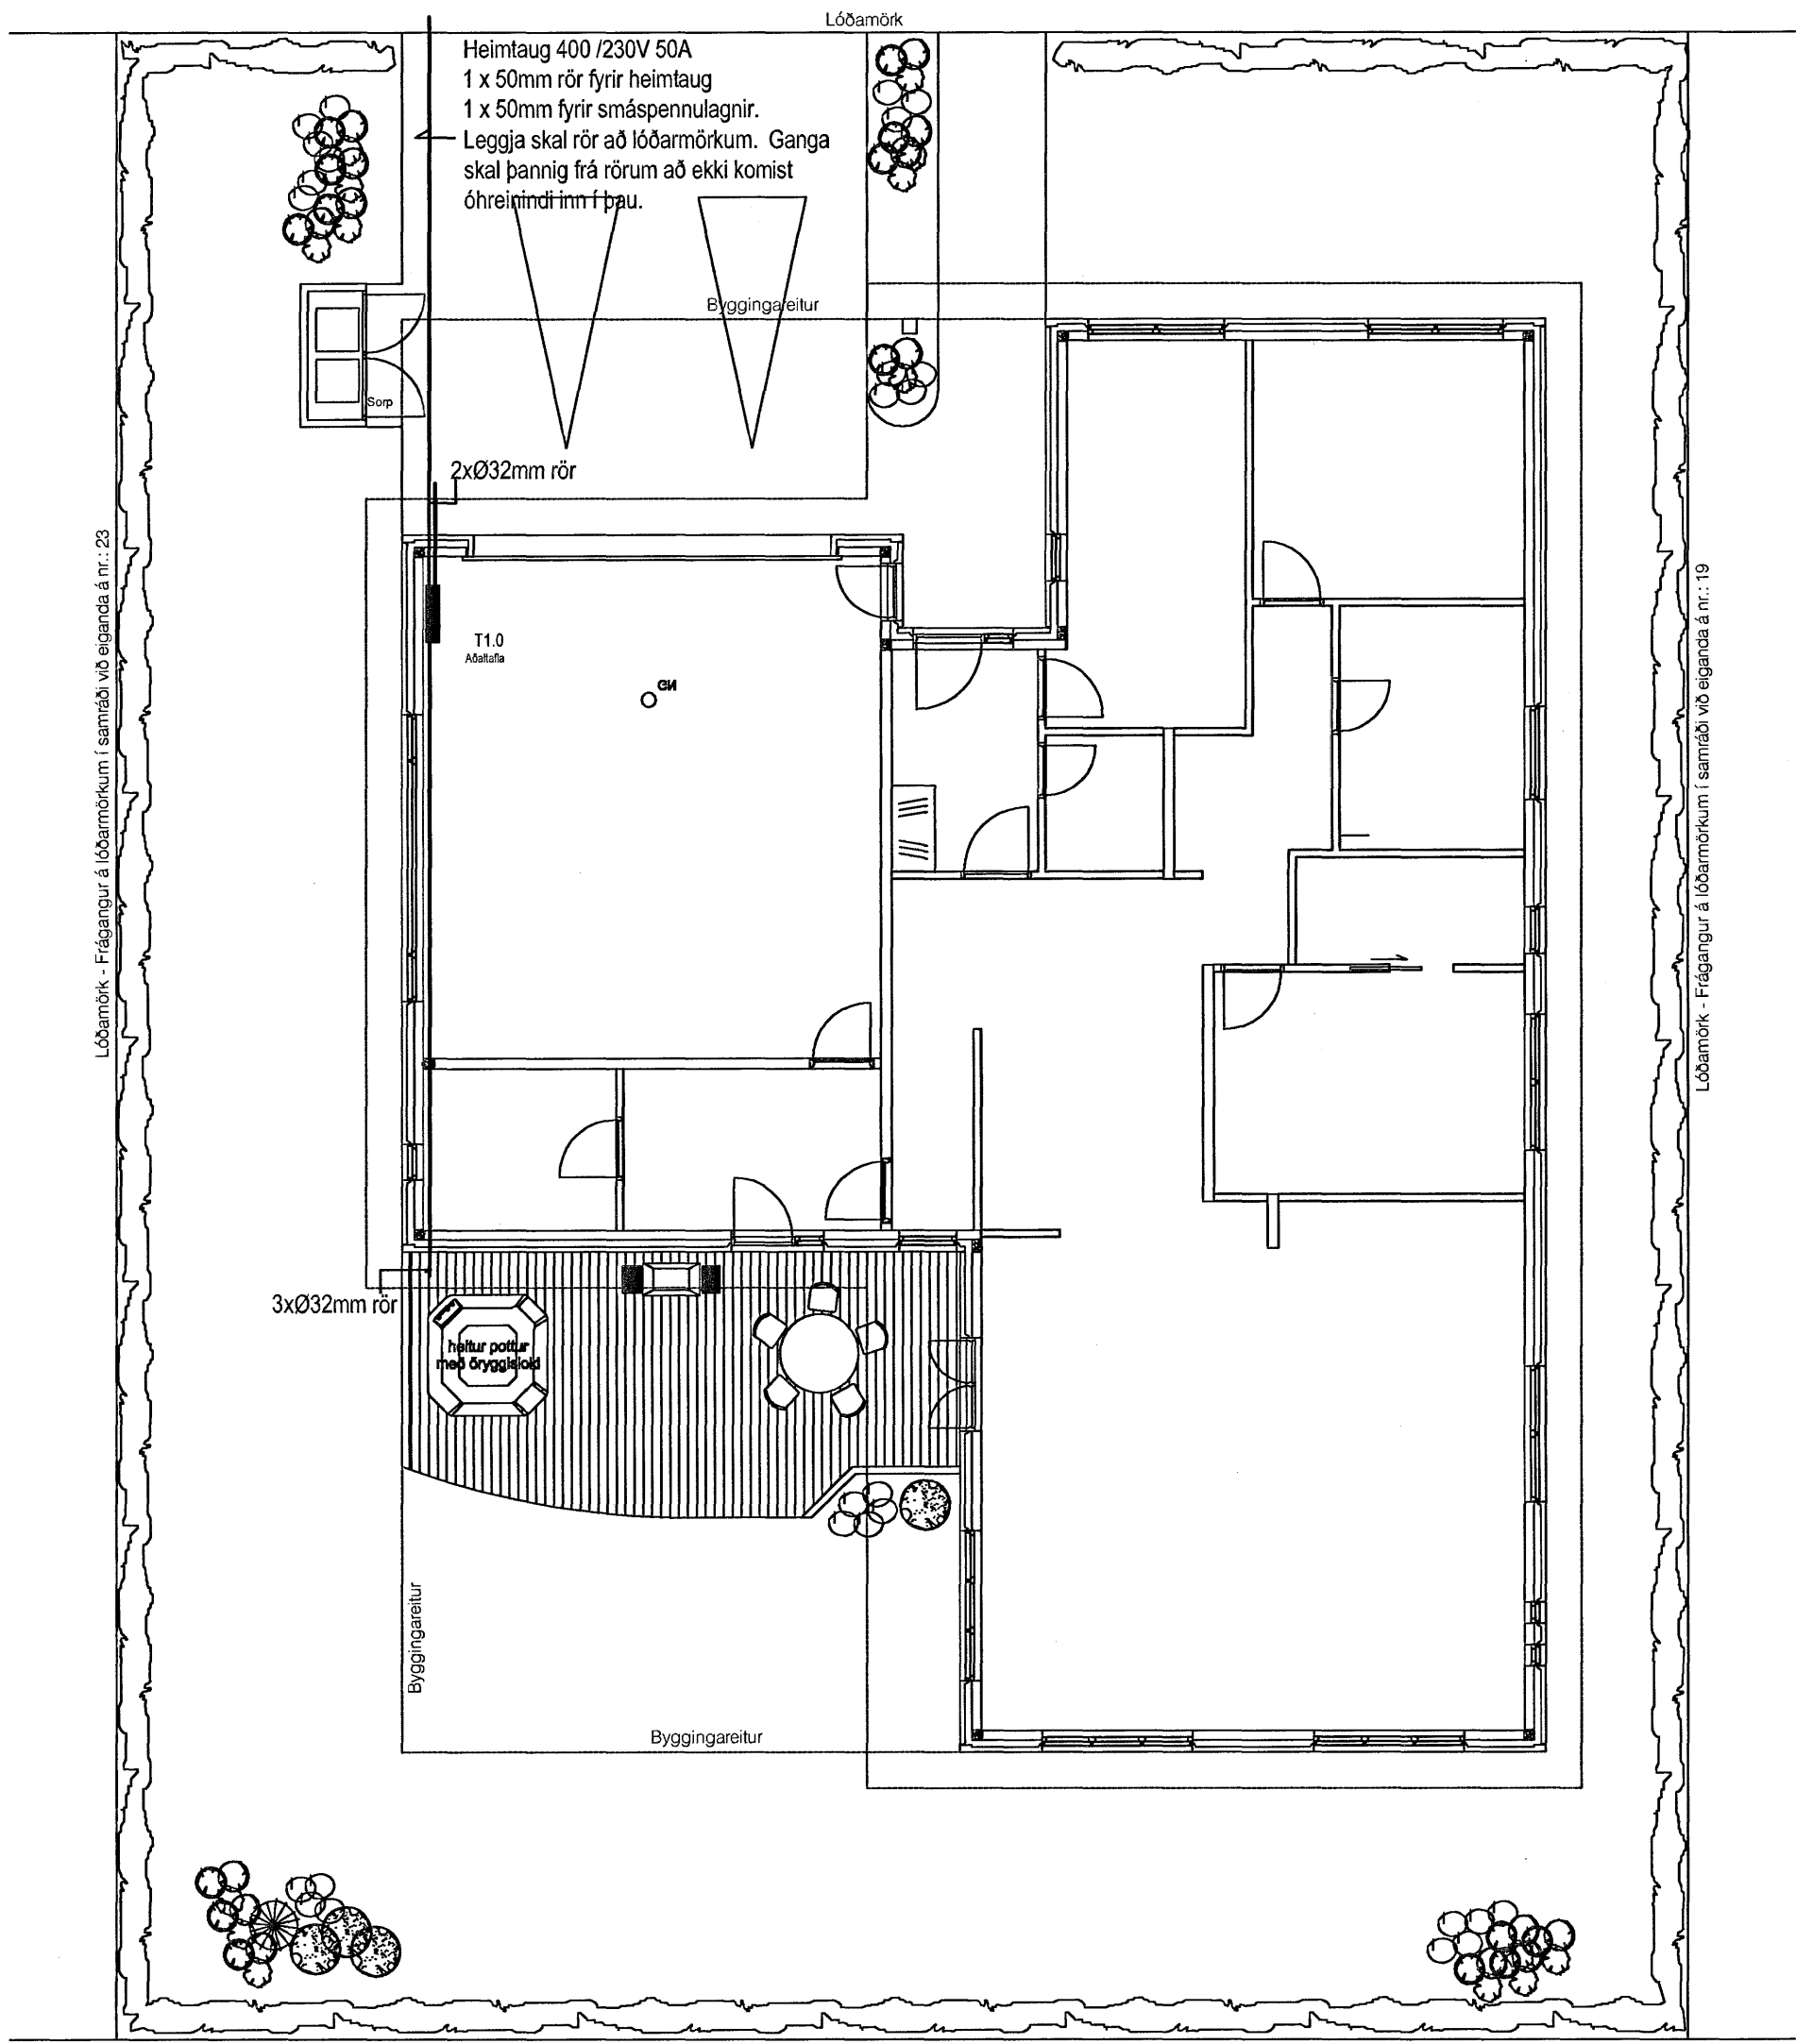 Lóðamörk
Heimtaug 400 /230V 50A
1 x 50mm rör fyrir heimtaug
1 x 50mm fyrir smáspennulagnir.
Leggja skal rör að lóðarmörkum. Ganga
skal þannig frá rörum að ekki komist
óhreinindi inn í þau.
Byggingareitur
Sorp
2xØ32mm rör
Lóðamörk - Frágangur á lóðarmörkum í samráði við eiganda á nr.: 23
Lóðamörk - Frágangur á lóðarmörkum í samráði við eiganda á nr.: 19
T1.0
Aðaltafla
GN
3xØ32mm rör
heitur pottur
með öryggisloki
Byggingareitur
Byggingareitur